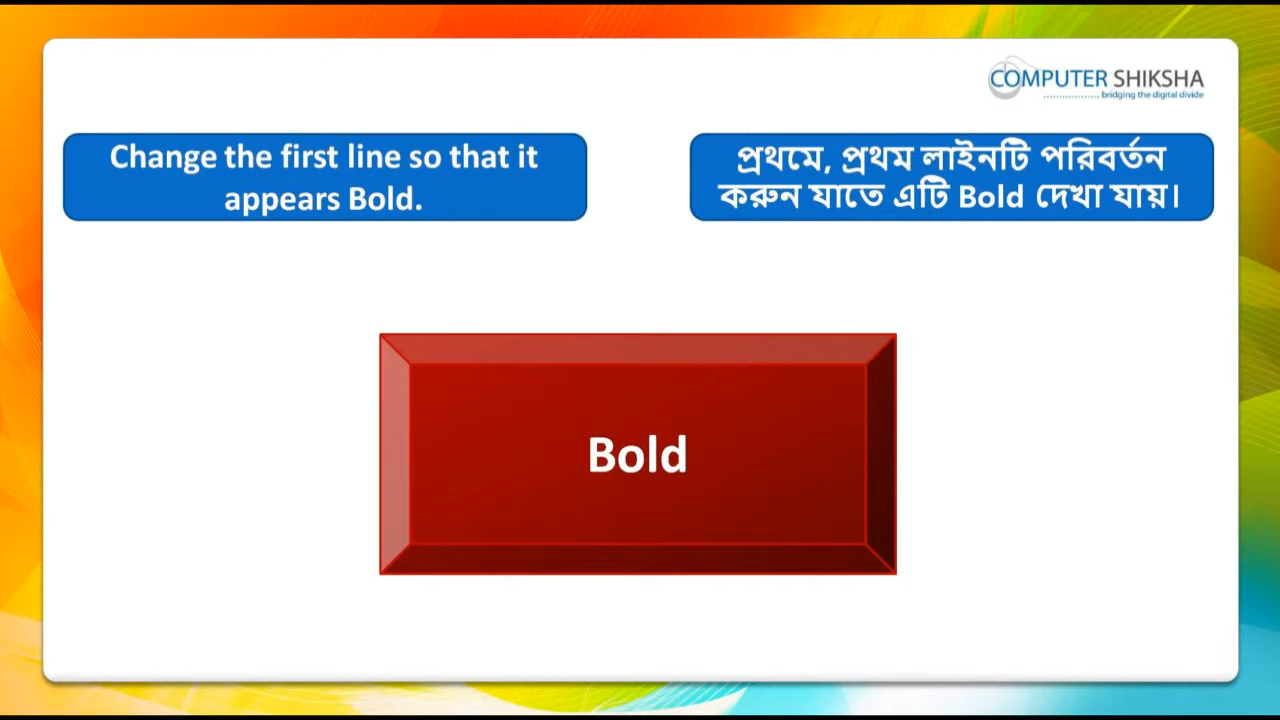 COMPUTER SHIKSHA
bridging the digital divide
Change the first line so that it
appears Bold.
প্রথমে, প্রথম লাইনটি পরিবর্তন
করুন যাতে এটি Bold দেখা যায়।
Bold